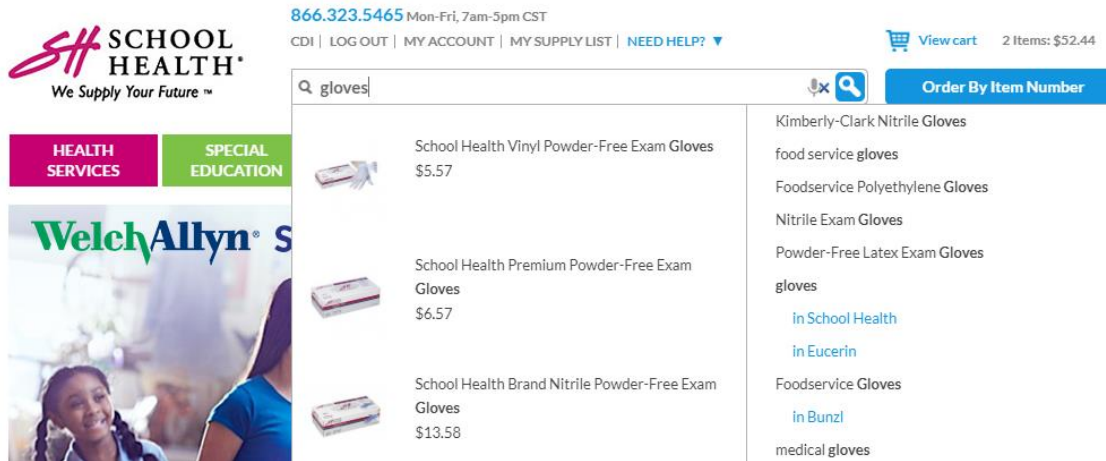 866.323.5465 Mon-Fri, 7am-5pm CST
CDI | LOG OUT | MY ACCOUNT | MY SUPPLY LIST | NEED HELP? ▼
View cart 2 Items: $52.44
SH SCHOOL
HEALTH®
We Supply Your Future ™
gloves
Order By Item Number
HEALTH
SERVICES
SPECIAL
EDUCATION
WelchAllyn® S
School Health Vinyl Powder-Free Exam Gloves
$5.57
School Health Premium Powder-Free Exam
Gloves
$6.57
School Health Brand Nitrile Powder-Free Exam
Gloves
$13.58
Kimberly-Clark Nitrile Gloves
food service gloves
Foodservice Polyethylene Gloves
Nitrile Exam Gloves
Powder-Free Latex Exam Gloves
gloves
in School Health
in Eucerin
Foodservice Gloves
in Bunzl
medical gloves